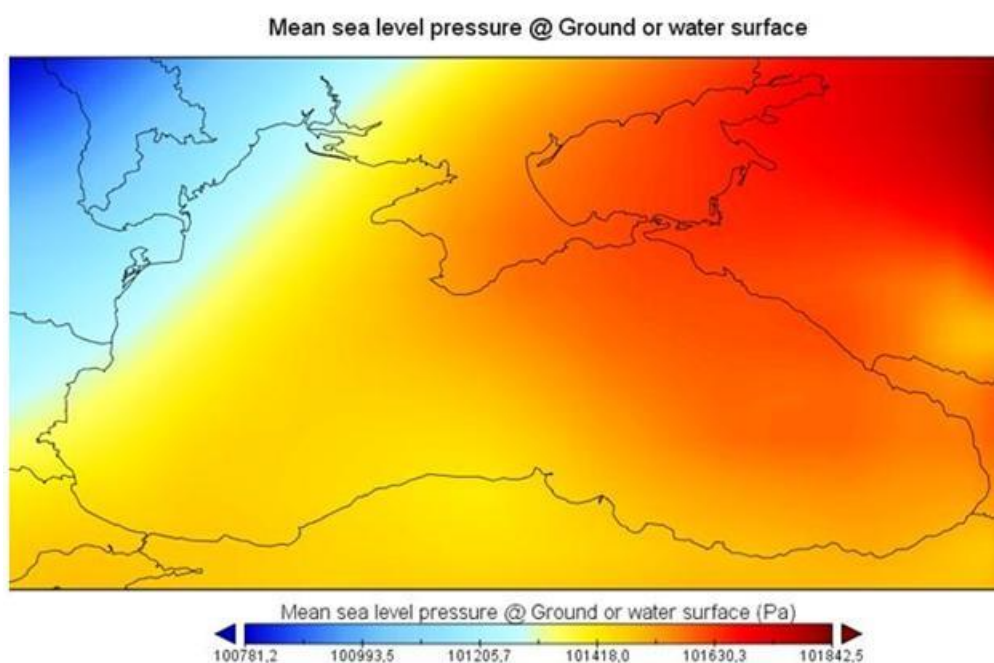 Mean sea level pressure @ Ground or water surface
Mean sea level pressure @ Ground or water surface (Pa)
100781,2 100993,5 101205,7 101418,0 101630,3 101842,5